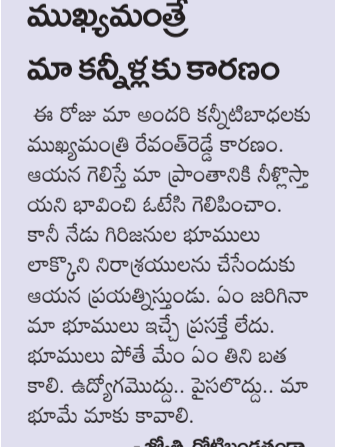 ముఖ్యమంత్రే
మా కన్నీళ్లకు కారణం
ఈ రోజు మా అందరి కన్నీటిబాధలకు
ముఖ్యమంత్రి రేవంత్‌రెడ్డే కారణం.
ఆయన గెలిస్తే మా ప్రాంతానికి నీళ్లొస్తా
యని భావించి ఓటేసి గెలిపించాం.
కానీ నేడు గిరిజనుల భూములు
లాక్కొని నిరాశ్రయులను చేసేందుకు
ఆయన ప్రయత్నిస్తుండు. ఏం జరిగినా
మా భూములు ఇచ్చే ప్రసక్తే లేదు.
భూములు పోతే మేం ఏం తిని బత
కాలి. ఉద్యోగమొద్దు.. పైసలొద్దు.. మా
భూమే మాకు కావాలి.
- జ్యోతి,